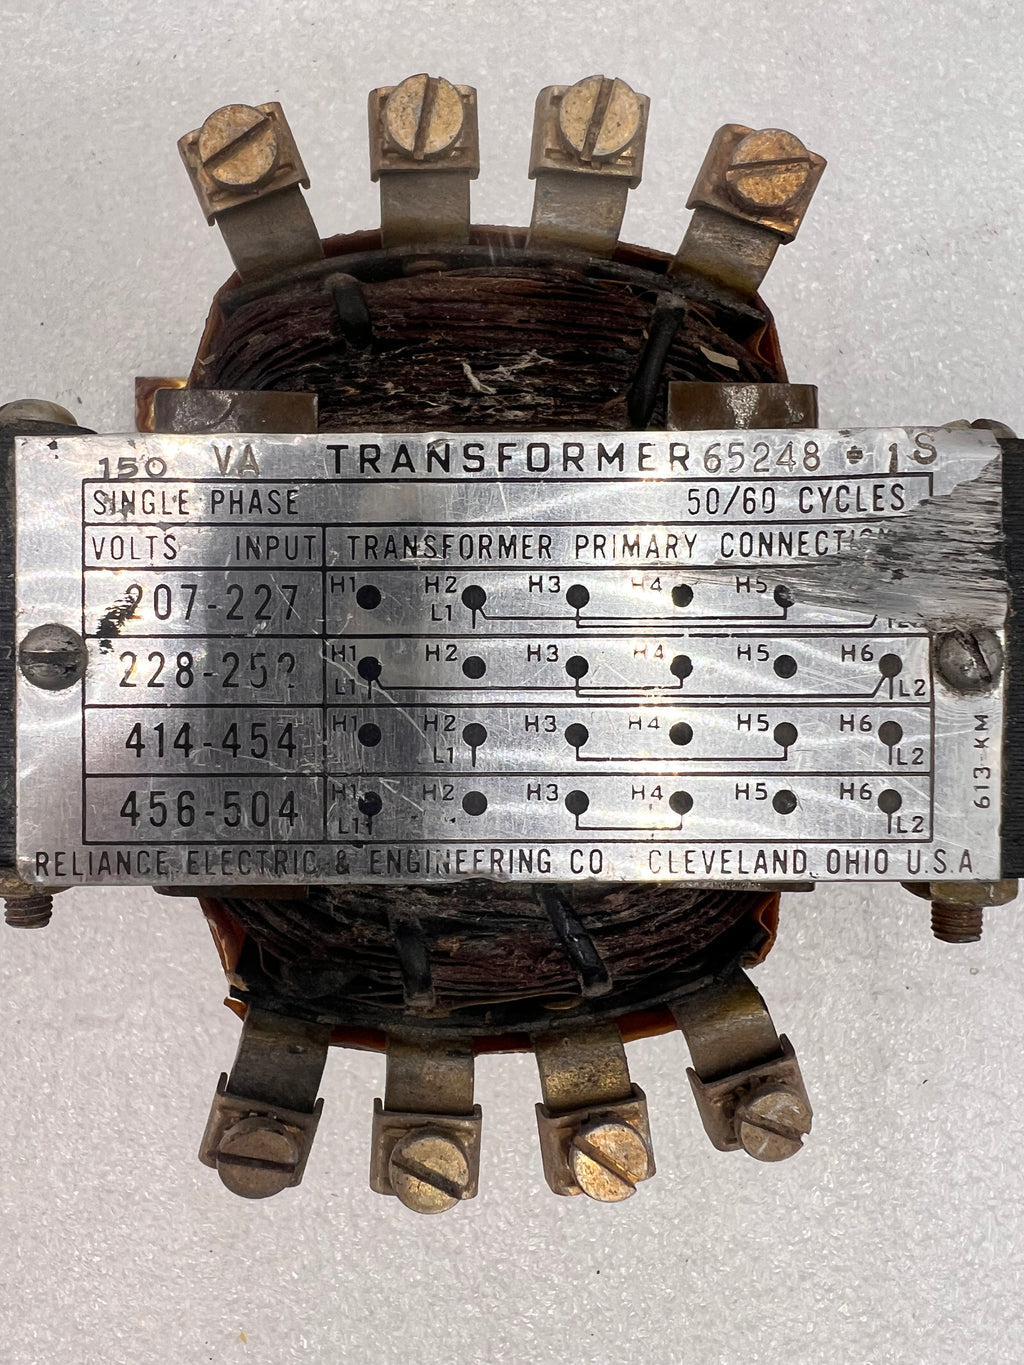 150 VA TRANSFORMER 65248-1S
SINGLE PHASE 50/60 CYCLES
VOLTS INPUT TRANSFORMER PRIMARY
207-227 H1 H2 H3 H4 H5
L1
228-252 H1 H2 H3 H4 H5 H6
L1 L2
414-454 H1 H2 H3 H4 H5 H6
L1 L2
456-504 H1 H2 H3 H4 H5 H6
L1 L2
RELIANCE ELECTRIC & ENGINEERING CO CLEVELAND, OHIO U.S.A
613-KM